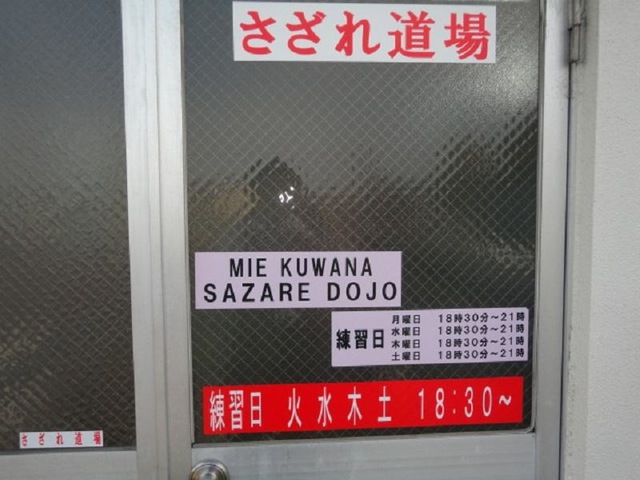 さざれ道場
MIE KUWANA
SAZARE DOJO
練習日
月曜日 18時30分～21時
水曜日 18時30分～21時
木曜日 18時30分～21時
土曜日 18時30分～21時
練習日 火水木土 18:30～
さざれ道場